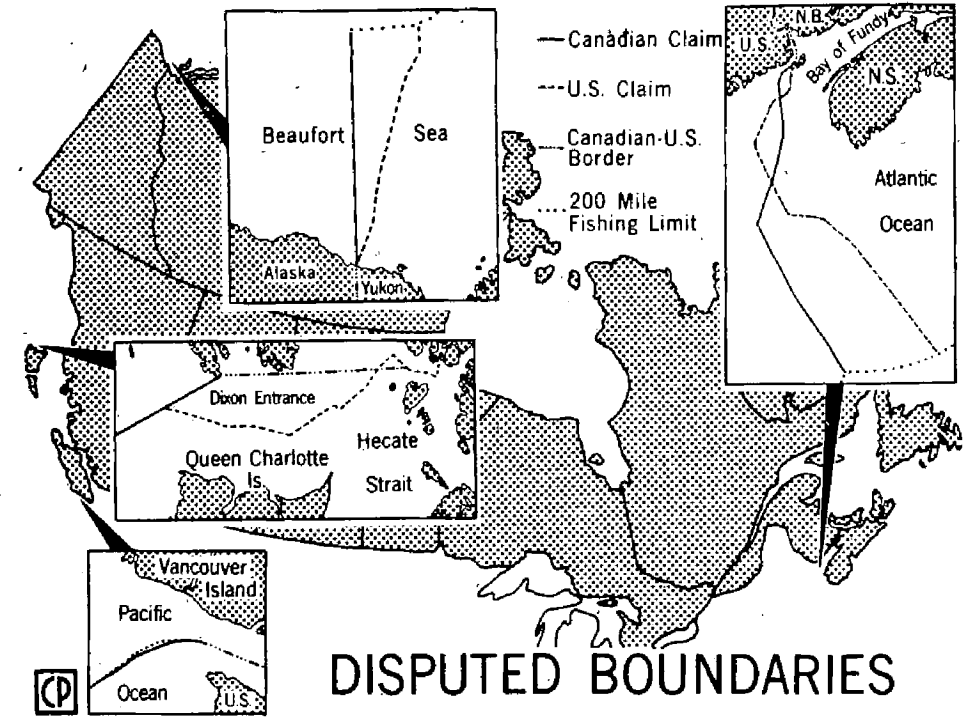 Beaufort Sea
Alaska
Yukon
Canadian Claim
U.S. Claim
Canadian-U.S.
Border
200 Mile
Fishing Limit
U.S.
N.B.
Bay of Fundy
N.S.
Atlantic
Ocean
Dixon Entrance
Hecate
Strait
Queen Charlotte
Is.
Vancouver
Island
Pacific
Ocean
U.S.
CP
DISPUTED BOUNDARIES